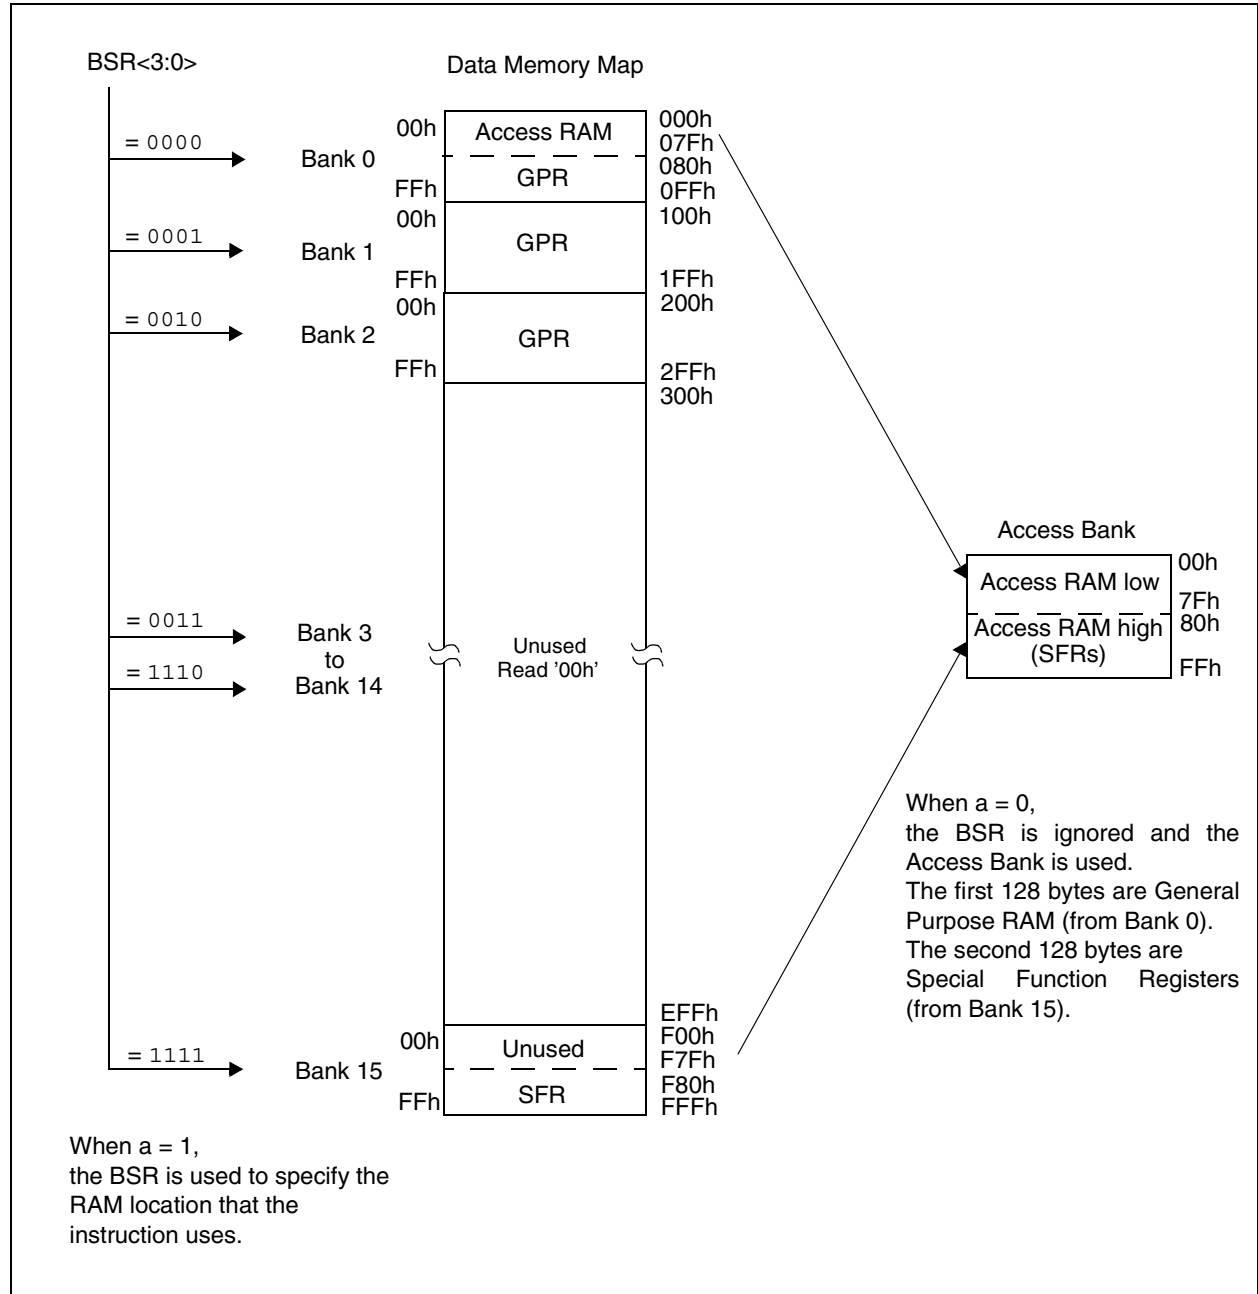 BSR<3:0>
Data Memory Map
= 0000
Bank 0
00h
Access RAM
000h
07Fh
FFh
GPR
080h
0FFh
= 0001
Bank 1
00h
GPR
100h
FFh
1FFh
= 0010
Bank 2
00h
GPR
200h
FFh
2FFh
300h
Access Bank
Access RAM low
00h
7Fh
Access RAM high
(SFRs)
80h
FFh
= 0011
= 1110
Bank 3
to
Bank 14
Unused
Read '00h'
When a = 0,
the BSR is ignored and the
Access Bank is used.
The first 128 bytes are General
Purpose RAM (from Bank 0).
The second 128 bytes are
Special Function Registers
(from Bank 15).
EFFh
= 1111
Bank 15
00h
Unused
F00h
F7Fh
FFh
SFR
F80h
FFFh
When a = 1,
the BSR is used to specify the
RAM location that the
instruction uses.